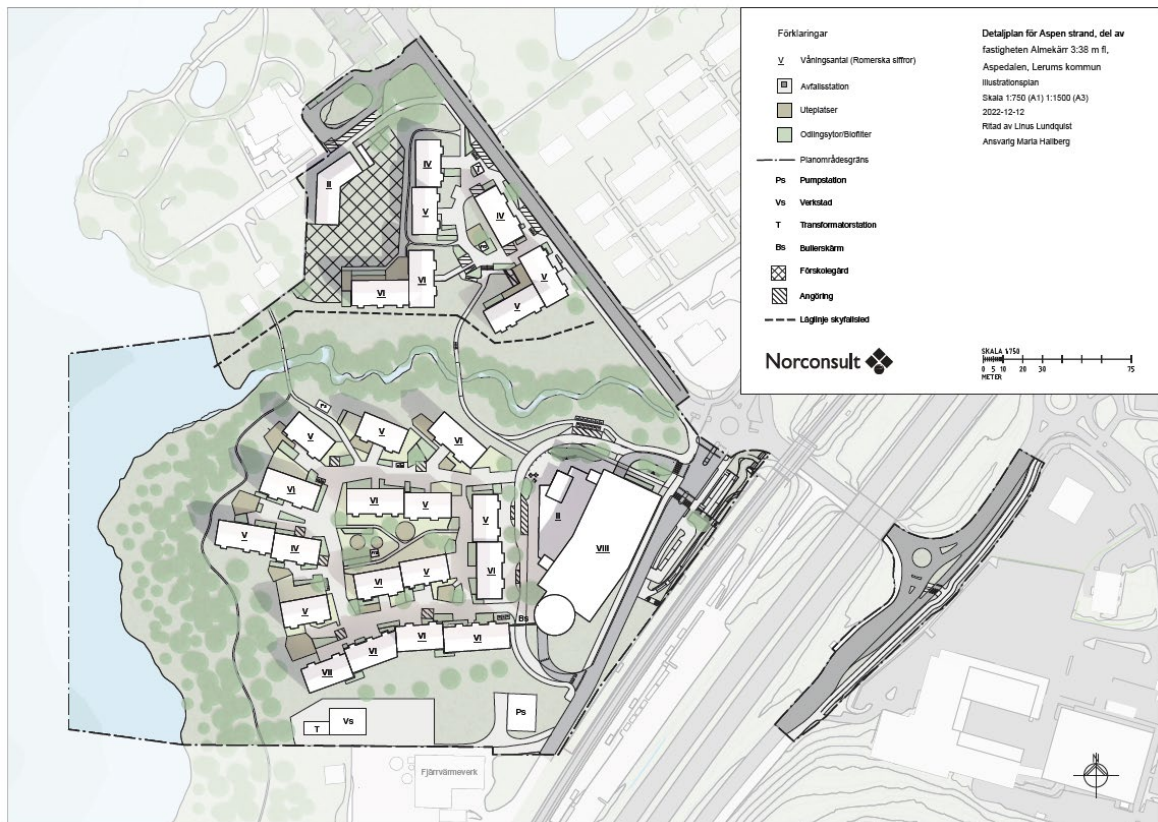 Förklaringar
V Våningsantal (Romerska siffror)
Avfallsstation
Uteplatser
Odlingsytor/Biofilter
Planområdesgräns
Ps Pumpstation
Vs Verkstad
T Transformatorstation
Bs Bullerskärm
Förskolegård
Angöring
Låglinje skyfallsled
Norconsult
Detaljplan för Aspen strand, del av
fastigheten Almekärr 3:38 m fl,
Aspedalen, Lerums kommun
Illustrationsplan
Skala 1:750 (A1) 1:1500 (A3)
2022-12-12
Ritad av Linus Lundquist
Ansvarig Maria Hallberg
SKALA 1:750
0 5 10 20 30 75
METER
II
IV
V
IV
VI
VI
V
V
V
V
VI
VI
VI
V
V
V
IV
VI
II
VIII
VI
V
V
VI
VI
VI
VII
Bs
Ps
Vs
T
Fjärrvärmeverk
N